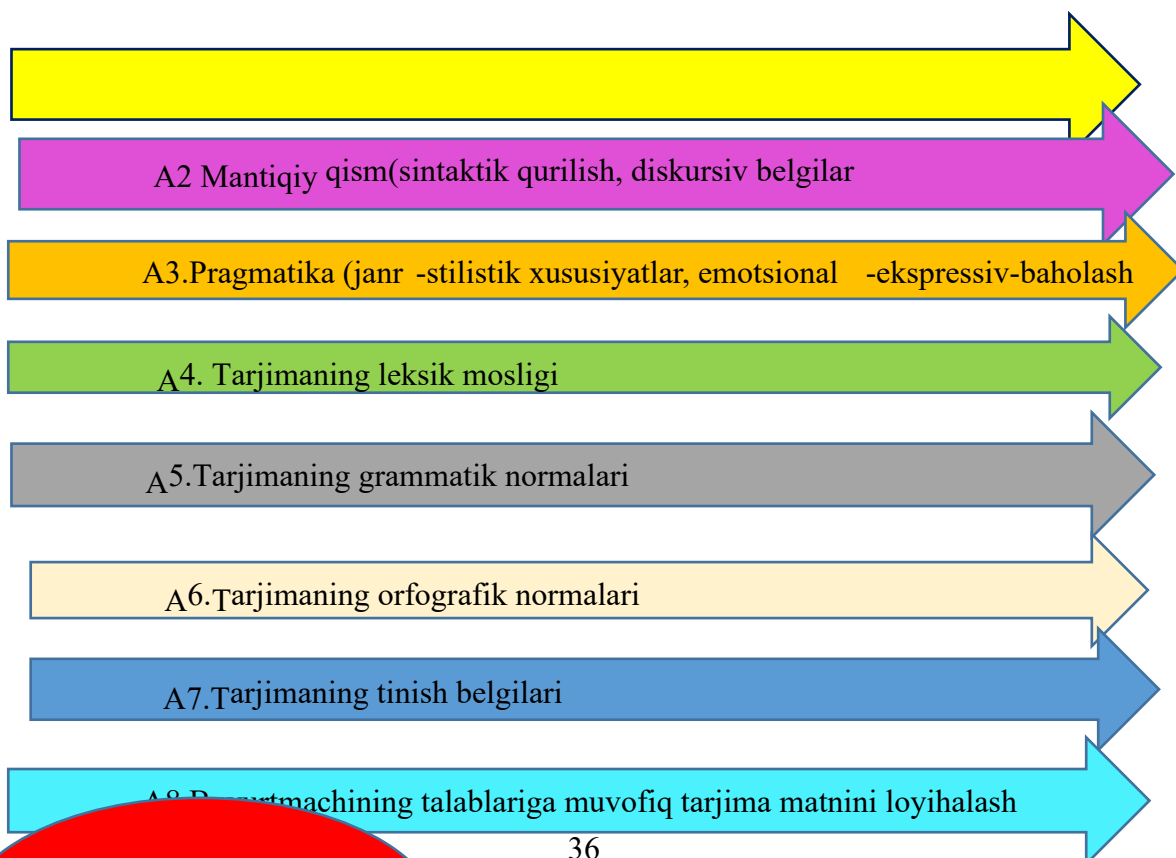 A2 Mantiqiy qism(sintaktik qurilish, diskursiv belgilar
A3.Pragmatika (janr -stilistik xususiyatlar, emotsional -ekspressiv-baholash
A4. Tarjimaning leksik mosligi
A5.Tarjimaning grammatik normalari
A6.Tarjimaning orfografik normalari
A7.Tarjimaning tinish belgilari
talablariga muvofiq tarjima matnini loyihalash
36